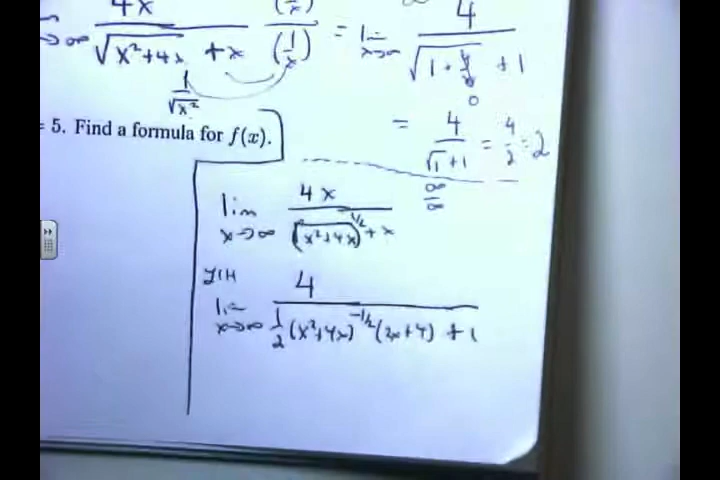 lim x→∞ 4x / (√(x²+4x) + x) (1/x) / (1/x) = lim x→∞ 4 / (√(1 + 4/x) + 1)
1/√x²
0
= 4 / (√1 + 1) = 4/2 = 2
= 5. Find a formula for f(x).
lim x→∞ 4x / ((x²+4x)^1/2 + x) ∞/∞
L'H
lim x→∞ 4 / (1/2 (x²+4x)^-1/2 (2x+4) + 1)